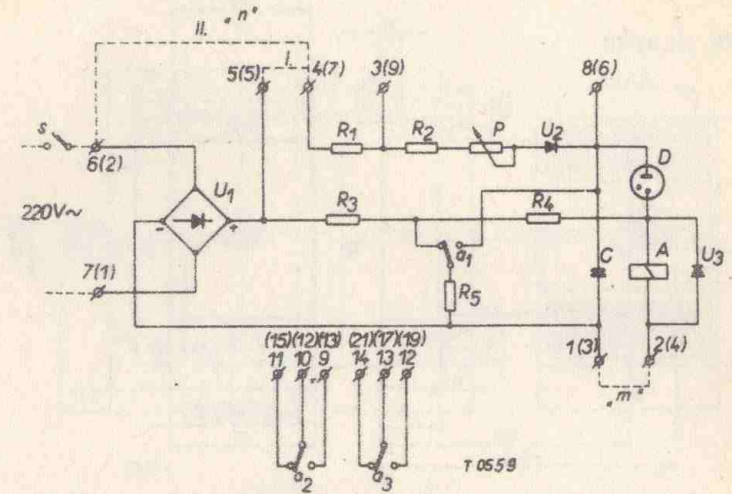 „n"
II.
I.
5(5) 4(7) 3(9) 8(6)
s
6(2)
R1 R2 P U2
D
U1
220V~
- +
R3 R4
a1
C A U3
R5
7(1)
1(3) 2(4)
„m"
(15)(12)(13) (21)(17)(19)
11 10 9 14 13 12
a2 a3
T 0559